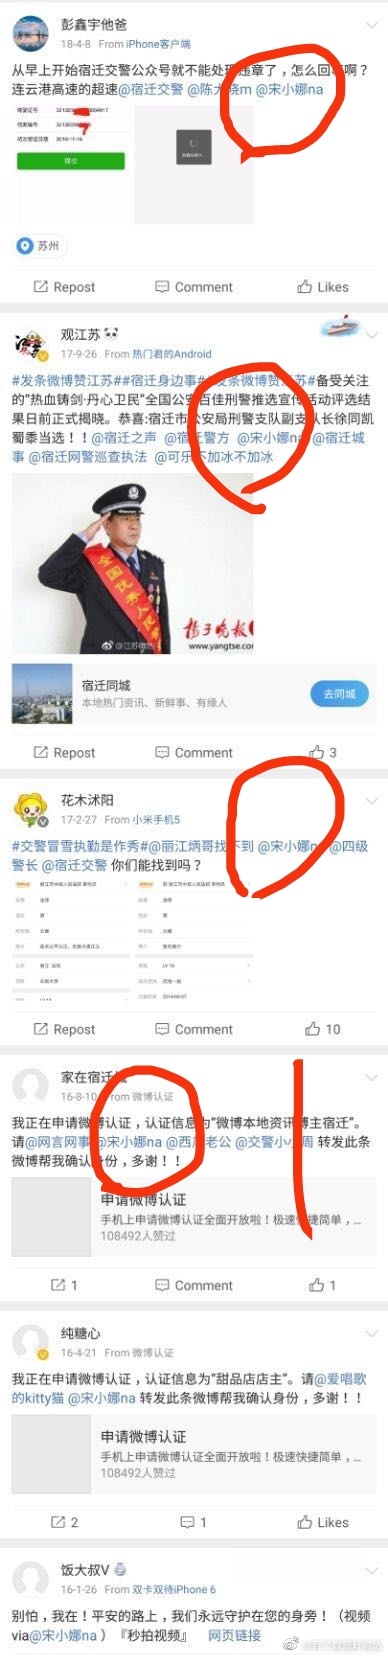 彭鑫宇他爸
18-4-8 From iPhone客户端
从早上开始宿迁交警公众号就不能处理违章了，怎么回事啊？
连云港高速的超速@宿迁交警 @陈大晓m @宋小娜na
驾驶证号
档案编号
初次领证日期 2010-11-16
提交
苏州
Repost Comment Likes
观江苏
17-9-26 From 热门君的Android
#发条微博赞江苏##宿迁身边事##发条微博赞江苏#备受关注
的“热血铸剑·丹心卫民”全国公安百佳刑警推选宣传活动评选结
果日前正式揭晓。恭喜:宿迁市公安局刑警支队副支队长徐同凯
蜀黍当选！！@宿迁之声 @宿迁警方 @宋小娜na @宿迁城
事 @宿迁网警巡查执法 @可乐不加冰不加冰
全国优秀人民
@江苏微热
扬子晚报
www.yangtse.com
宿迁同城
本地热门资讯、新鲜事、有缘人
去同城
Repost Comment 3
花木沭阳
17-2-27 From 小米手机5
#交警冒雪执勤是作秀#@丽江炳哥找不到 @宋小娜na @四级
警长 @宿迁交警 你们能找到吗？
Repost Comment 10
家在宿迁城
16-8-10 From 微博认证
我正在申请微博认证，认证信息为“微博本地资讯博主宿迁”。
请@网言网事 @宋小娜na @西 老公 @交警小 周 转发此条
微博帮我确认身份，多谢！！
申请微博认证
手机上申请微博认证全面开放啦！极速快捷简单，…
108492人赞过
1 Comment 1
纯糖心
16-4-21 From 微博认证
我正在申请微博认证，认证信息为“甜品店店主”。请@爱唱歌
的kitty猫 @宋小娜na 转发此条微博帮我确认身份，多谢！！
申请微博认证
手机上申请微博认证全面开放啦！极速快捷简单，…
108492人赞过
2 1 Likes
饭大叔V
16-1-26 From 双卡双待iPhone 6
别怕，我在！平安的路上，我们永远守护在您的身旁！（视频
via@宋小娜na ）『秒拍视频』 网页链接